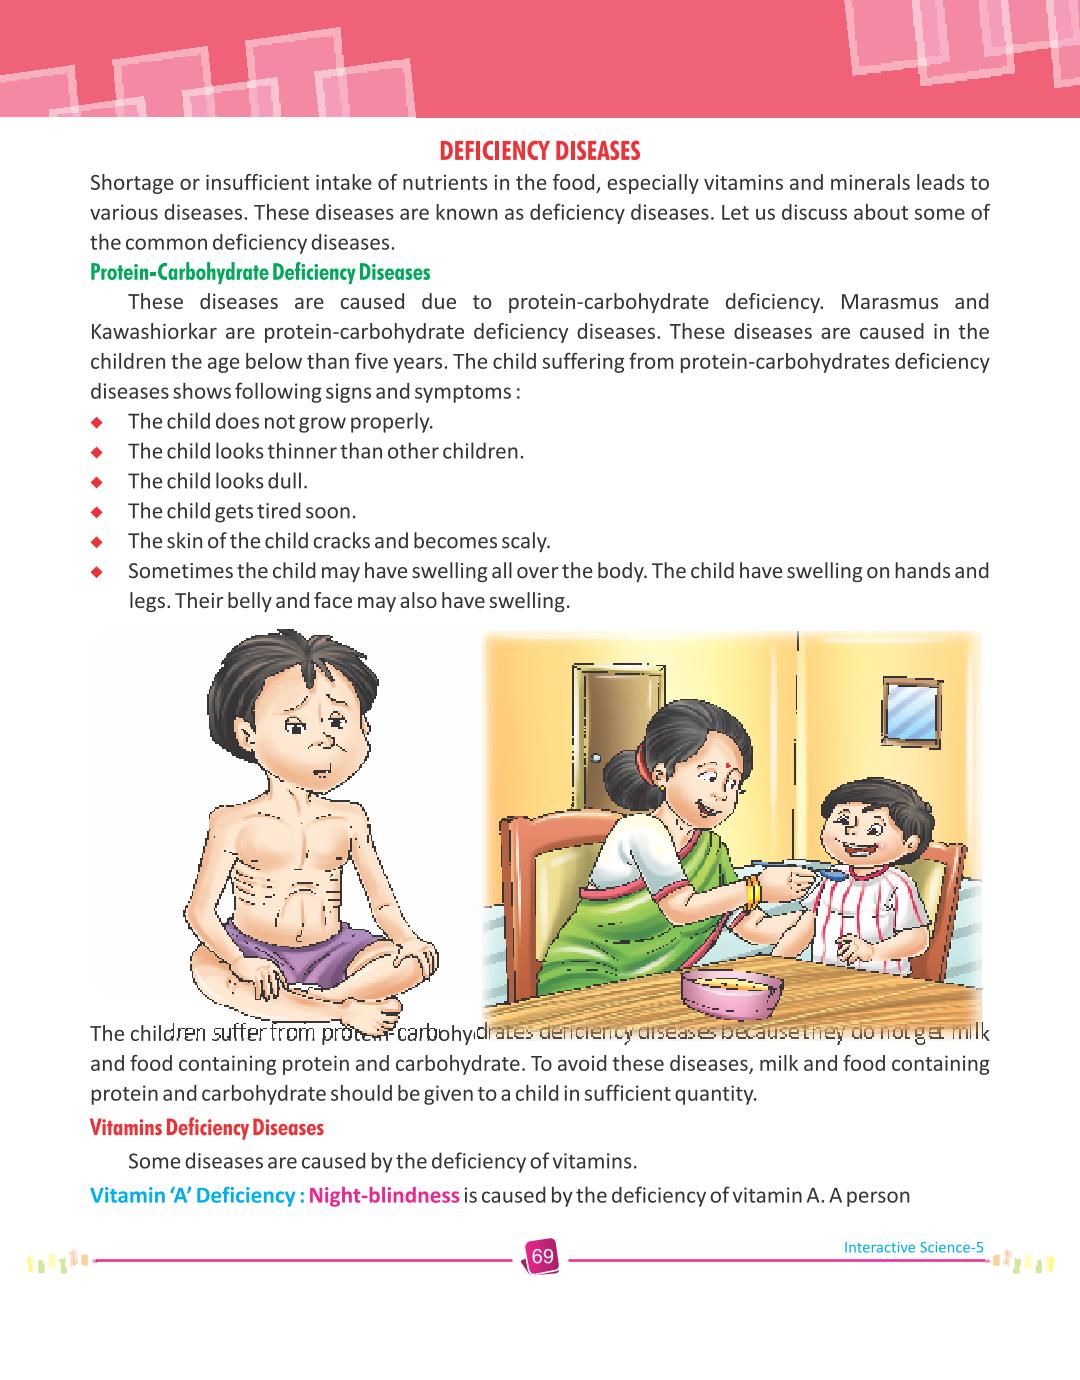 DEFICIENCY DISEASES
Shortage or insufficient intake of nutrients in the food, especially vitamins and minerals leads to
various diseases. These diseases are known as deficiency diseases. Let us discuss about some of
the common deficiency diseases.
Protein-Carbohydrate Deficiency Diseases
These diseases are caused due to protein-carbohydrate deficiency. Marasmus and
Kawashiorkar are protein-carbohydrate deficiency diseases. These diseases are caused in the
children the age below than five years. The child suffering from protein-carbohydrates deficiency
diseases shows following signs and symptoms :
◆ The child does not grow properly.
◆ The child looks thinner than other children.
◆ The child looks dull.
◆ The child gets tired soon.
◆ The skin of the child cracks and becomes scaly.
◆ Sometimes the child may have swelling all over the body. The child have swelling on hands and
legs. Their belly and face may also have swelling.
The children suffer from protein-carbohydrates deficiency diseases because they do not get milk
and food containing protein and carbohydrate. To avoid these diseases, milk and food containing
protein and carbohydrate should be given to a child in sufficient quantity.
Vitamins Deficiency Diseases
Some diseases are caused by the deficiency of vitamins.
Vitamin ‘A’ Deficiency : Night-blindness is caused by the deficiency of vitamin A. A person
69
Interactive Science-5